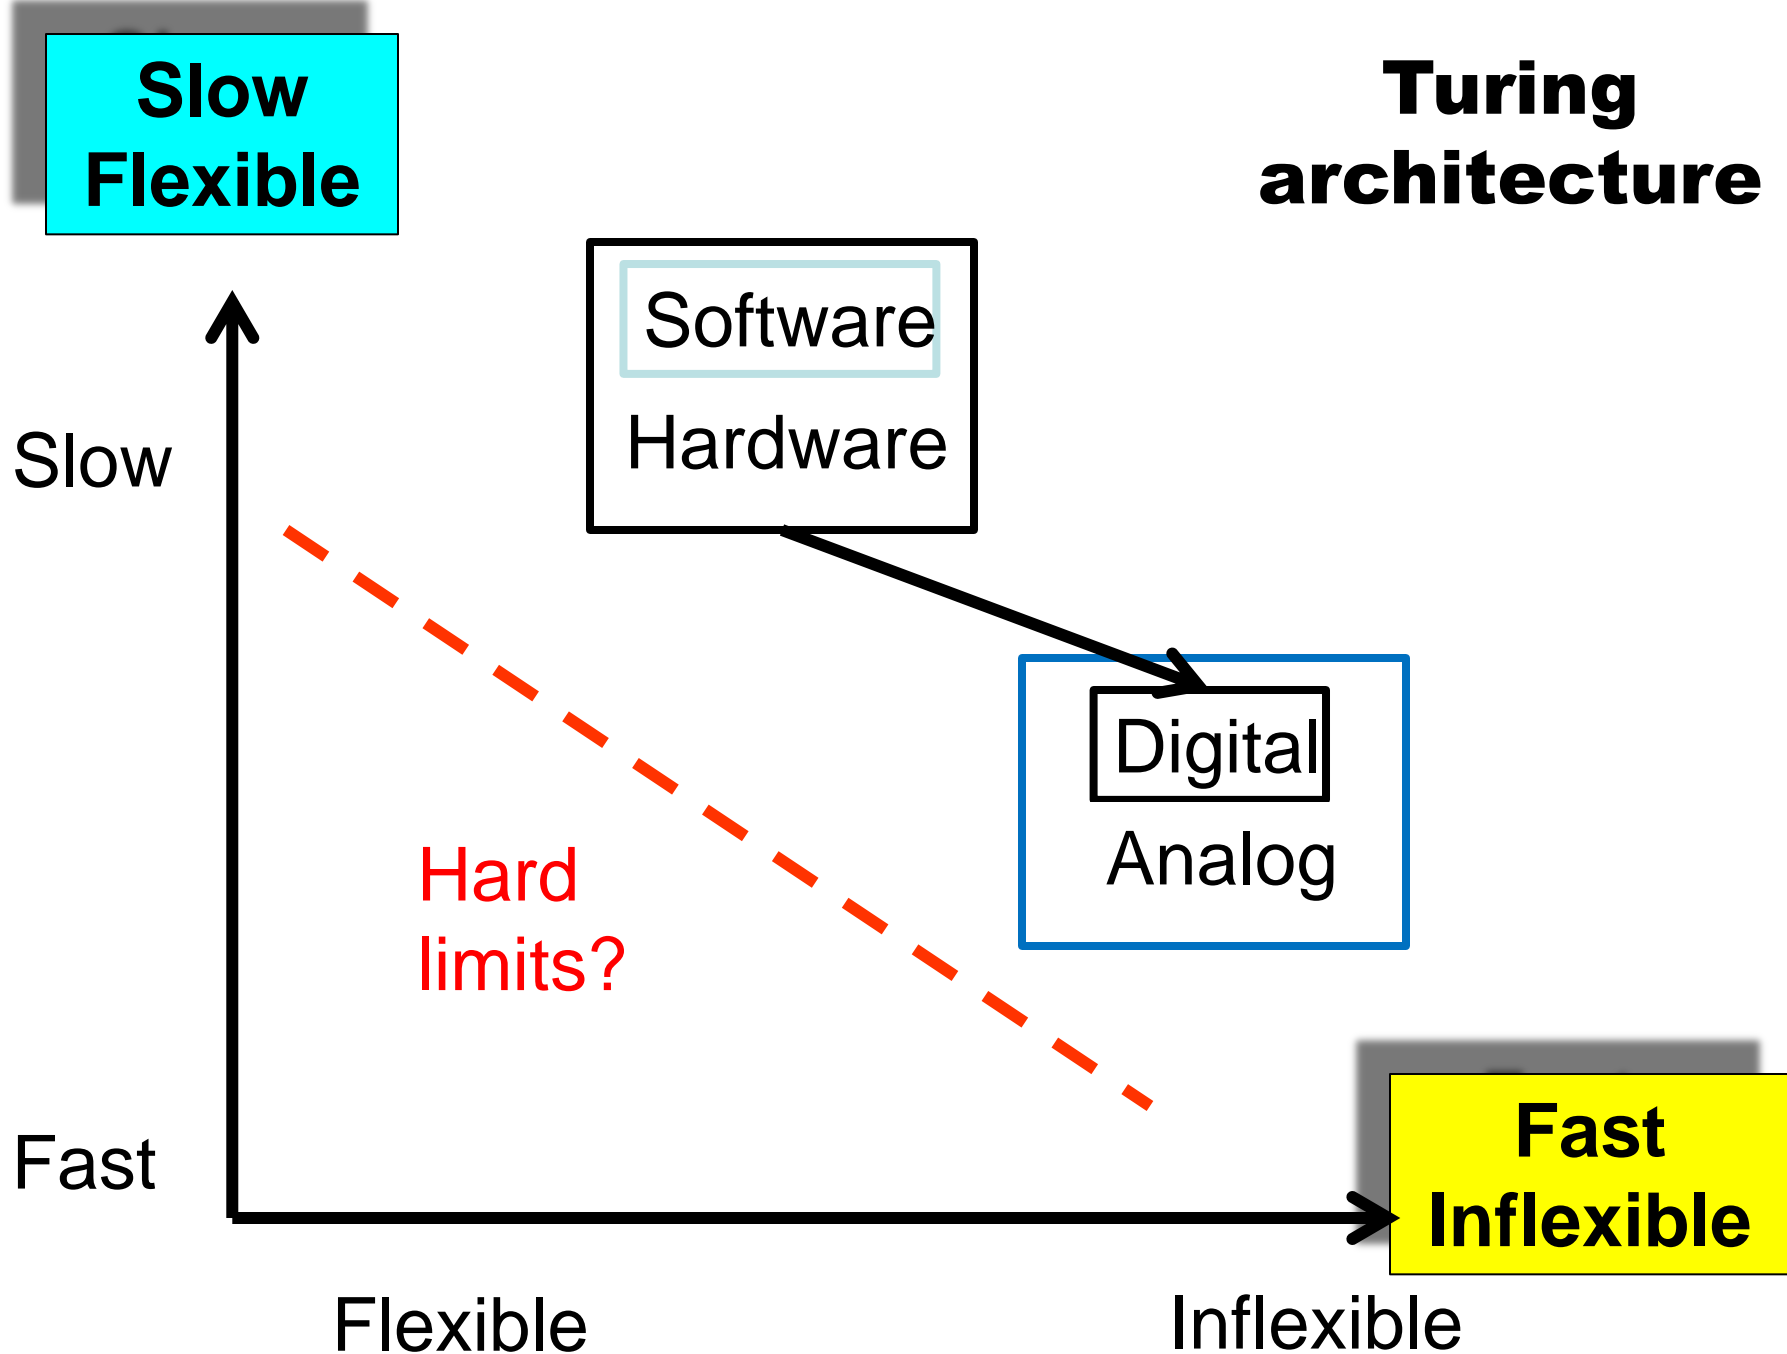 Slow
Flexible
Turing
architecture
Software
Hardware
Slow
Digital
Analog
Hard
limits?
Fast
Fast
Inflexible
Flexible
Inflexible